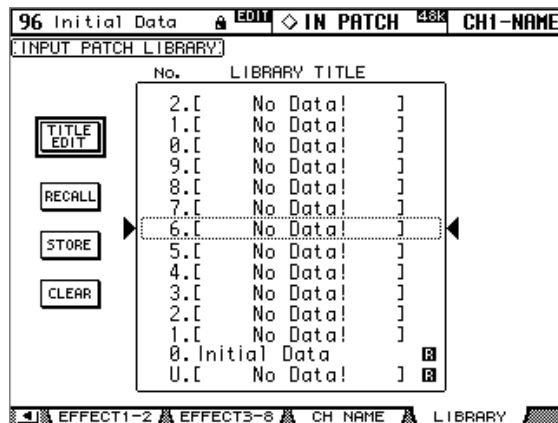 96 Initial Data EDIT ◇ IN PATCH 48K CH1-NAME
INPUT PATCH LIBRARY
No. LIBRARY TITLE
2.[ No Data! ]
1.[ No Data! ]
0.[ No Data! ]
9.[ No Data! ]
8.[ No Data! ]
7.[ No Data! ]
6.[ No Data! ]
5.[ No Data! ]
4.[ No Data! ]
3.[ No Data! ]
2.[ No Data! ]
1.[ No Data! ]
0.Initial Data R
U.[ No Data! ] R
TITLE
EDIT
RECALL
STORE
CLEAR
EFFECT1-2 EFFECT3-8 CH NAME LIBRARY